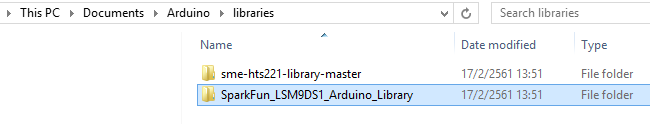 This PC Documents Arduino libraries Search libraries
Name Date modified Type
sme-hts221-library-master 17/2/2561 13:51 File folder
SparkFun_LSM9DS1_Arduino_Library 17/2/2561 13:51 File folder